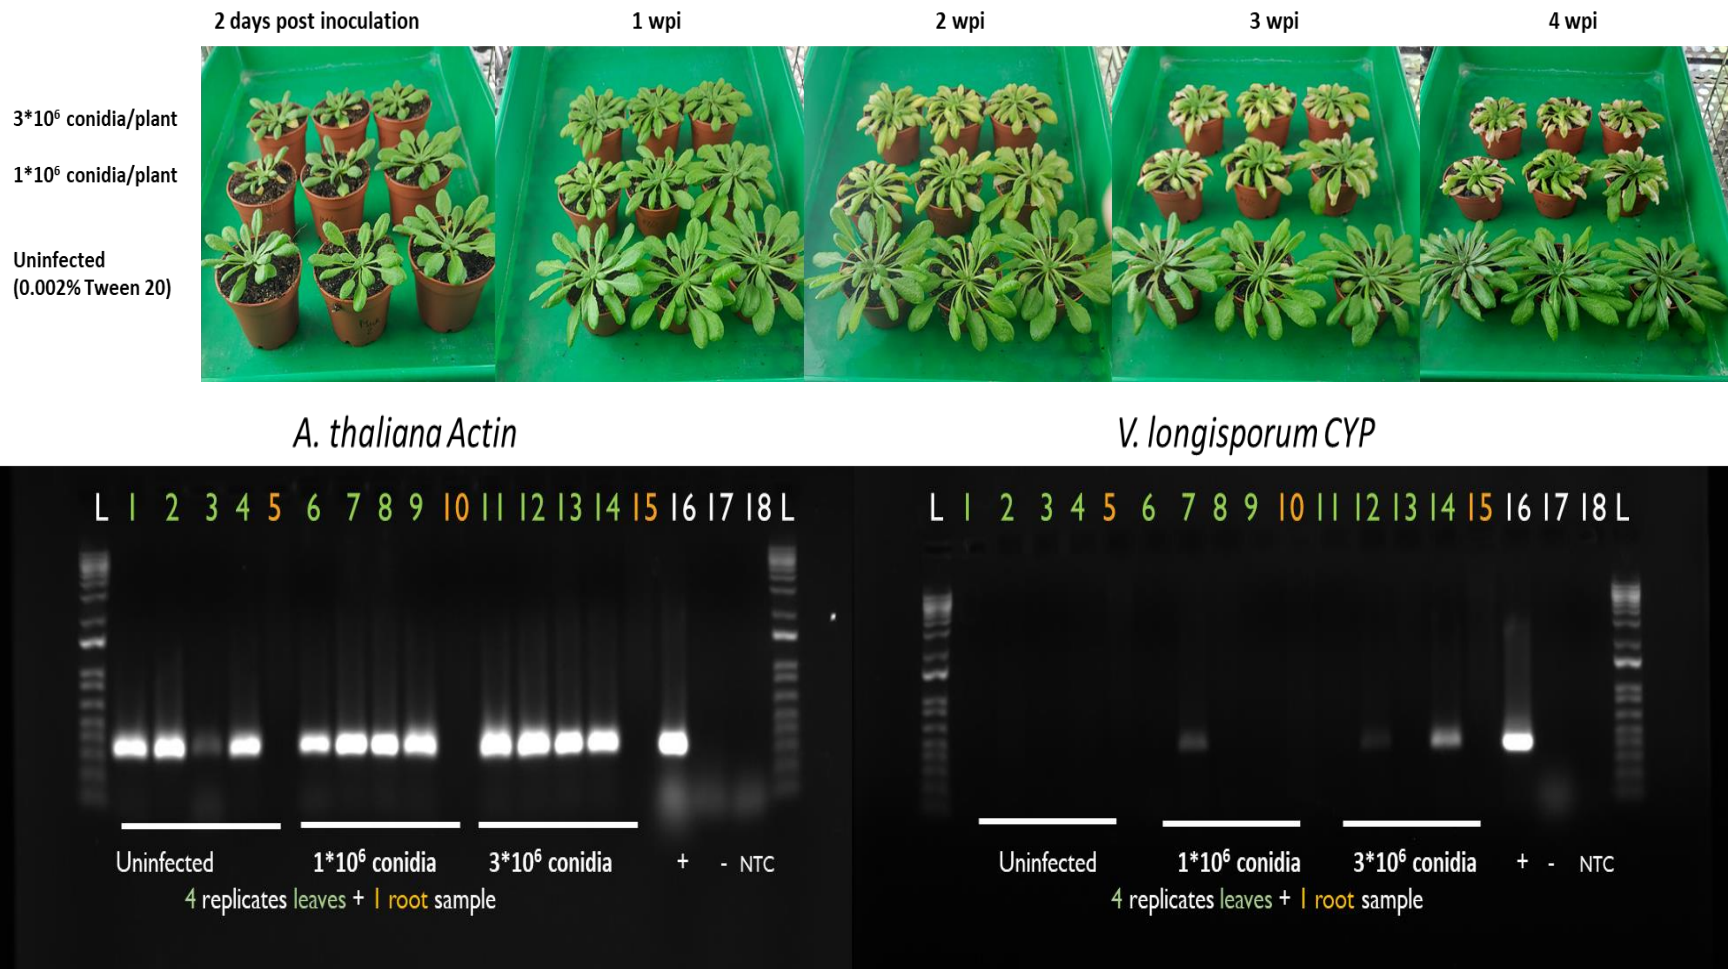 2 days post inoculation 1 wpi 2 wpi 3 wpi 4 wpi
3*10⁶ conidia/plant
1*10⁶ conidia/plant
Uninfected
(0.002% Tween 20)
A. thaliana Actin
L 1 2 3 4 5 6 7 8 9 10 11 12 13 14 15 16 17 18 L
Uninfected 1*10⁶ conidia 3*10⁶ conidia + - NTC
4 replicates leaves + 1 root sample
V. longisporum CYP
L 1 2 3 4 5 6 7 8 9 10 11 12 13 14 15 16 17 18 L
Uninfected 1*10⁶ conidia 3*10⁶ conidia + - NTC
4 replicates leaves + 1 root sample